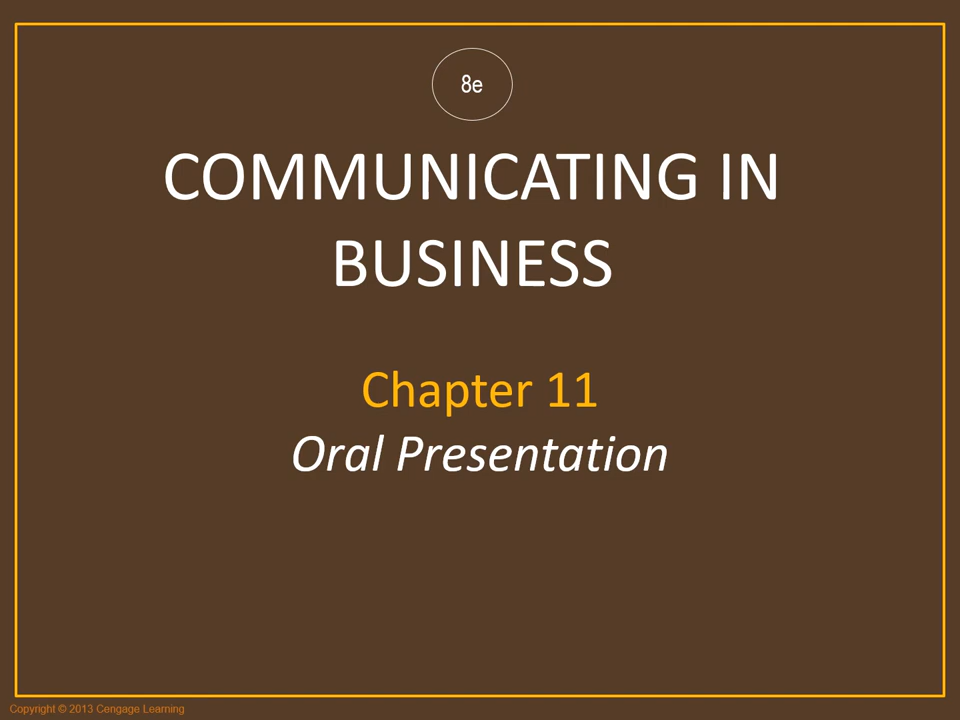 8e
COMMUNICATING IN
BUSINESS
Chapter 11
Oral Presentation
Copyright © 2013 Cengage Learning